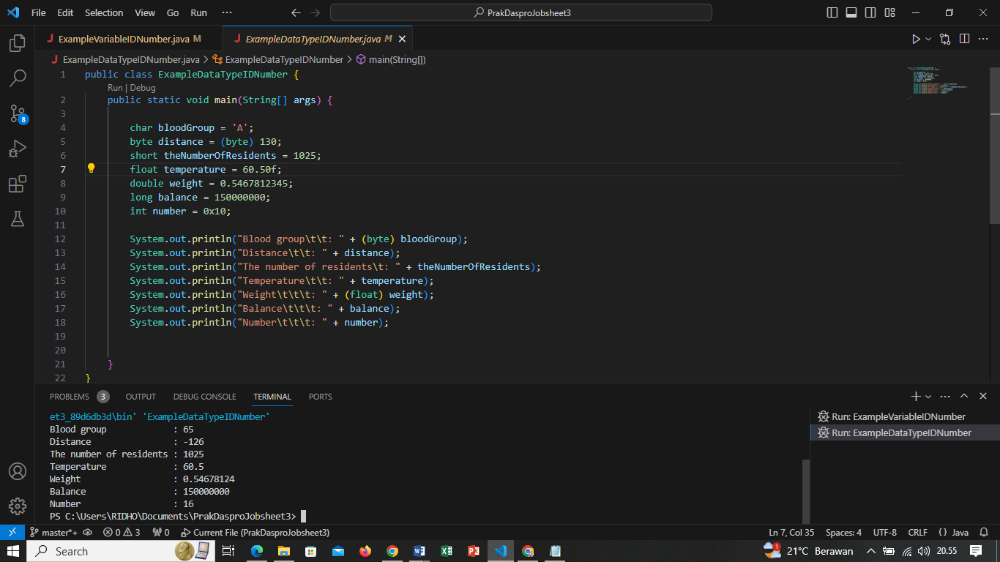 File Edit Selection View Go Run ··· PrakDasproJobsheet3
ExampleVariableIDNumber.java M ExampleDataTypeIDNumber.java M
ExampleDataTypeIDNumber.java > ExampleDataTypeIDNumber > main(String[])
1 public class ExampleDataTypeIDNumber {
Run | Debug
2 public static void main(String[] args) {
3
4 char bloodGroup = 'A';
5 byte distance = (byte) 130;
6 short theNumberOfResidents = 1025;
7 float temperature = 60.50f;
8 double weight = 0.5467812345;
9 long balance = 150000000;
10 int number = 0x10;
11
12 System.out.println("Blood group\t\t: " + (byte) bloodGroup);
13 System.out.println("Distance\t\t: " + distance);
14 System.out.println("The number of residents\t: " + theNumberOfResidents);
15 System.out.println("Temperature\t\t: " + temperature);
16 System.out.println("Weight\t\t\t: " + (float) weight);
17 System.out.println("Balance\t\t\t: " + balance);
18 System.out.println("Number\t\t\t: " + number);
19
20
21 }
22 }
8
PROBLEMS 3 OUTPUT DEBUG CONSOLE TERMINAL PORTS
et3_89d6db3d\bin' 'ExampleDataTypeIDNumber'
Blood group : 65
Distance : -126
The number of residents : 1025
Temperature : 60.5
Weight : 0.54678124
Balance : 150000000
Number : 16
PS C:\Users\RIDHO\Documents\PrakDasproJobsheet3>
Run: ExampleVariableIDNumber
Run: ExampleDataTypeIDNumber
master*+ 0 3 0 Current File (PrakDasproJobsheet3) Ln 7, Col 35 Spaces: 4 UTF-8 CRLF {} Java
Search 1 21°C Berawan 20.55